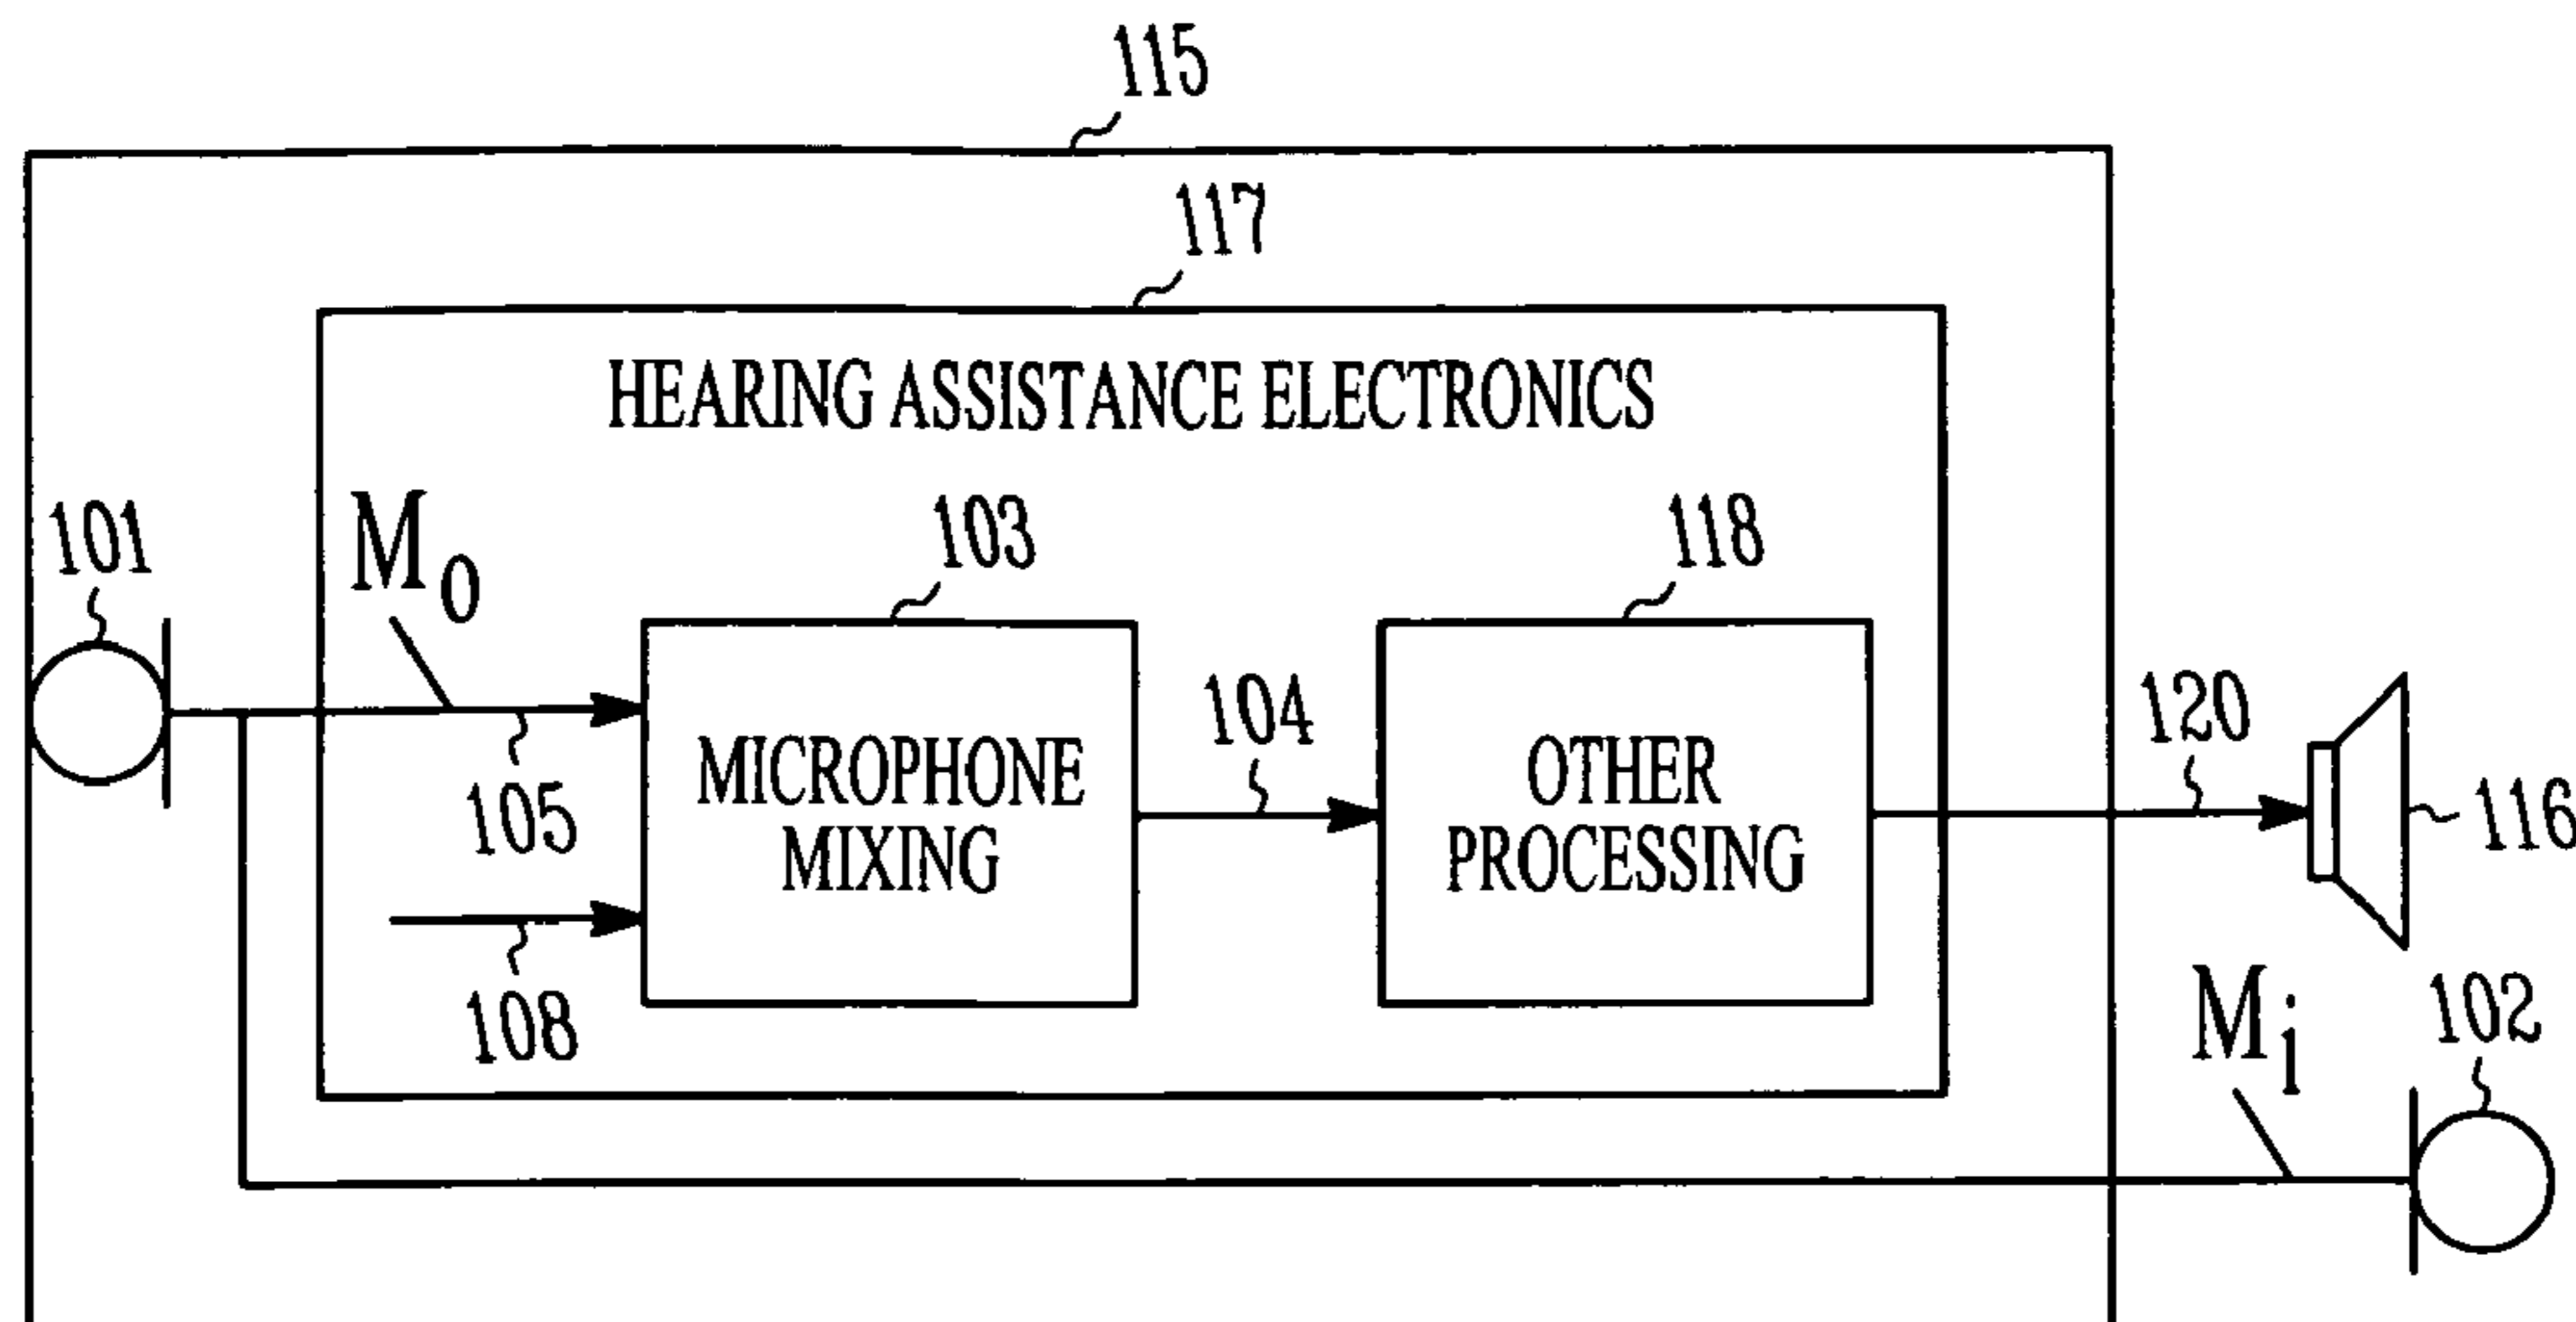 115
117
HEARING ASSISTANCE ELECTRONICS
101
Mo
103
118
105
MICROPHONE
MIXING
104
OTHER
PROCESSING
120
116
108
Mi
102